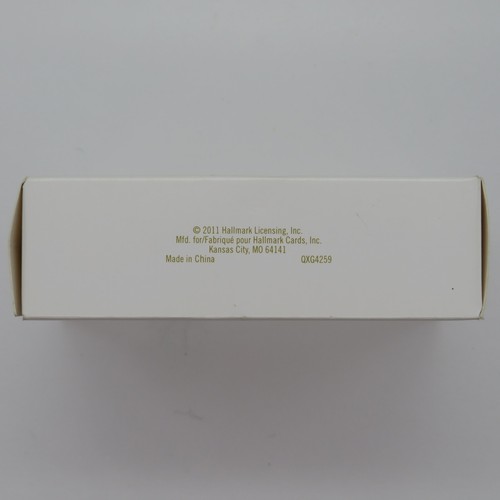 © 2011 Hallmark Licensing, Inc.
Mfd. for/Fabriqué pour Hallmark Cards, Inc.
Kansas City, MO 64141
Made in China QXG4259